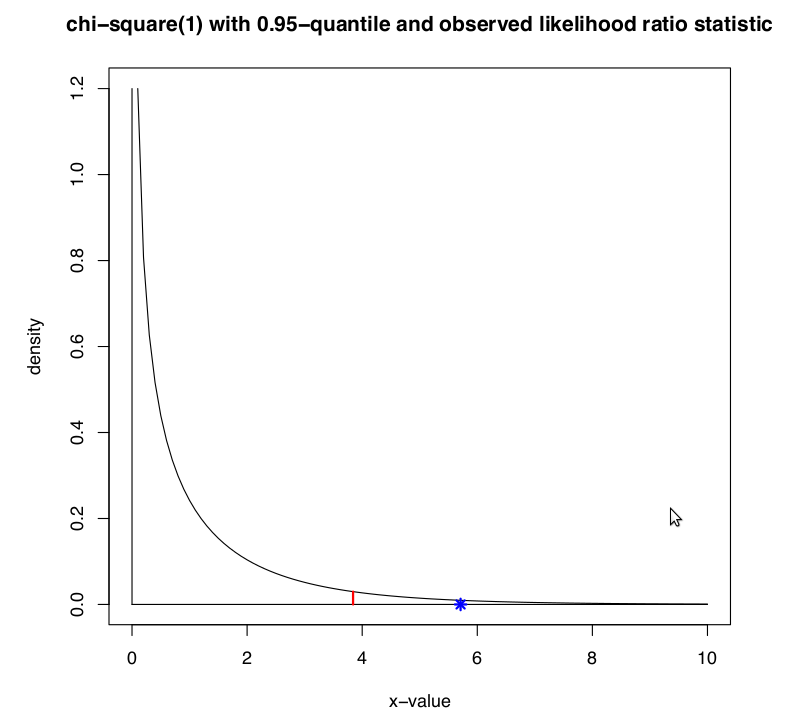 chi−square(1) with 0.95−quantile and observed likelihood ratio statistic
1.2
1.0
0.8
0.6
0.4
0.2
0.0
density
0 2 4 6 8 10
x−value